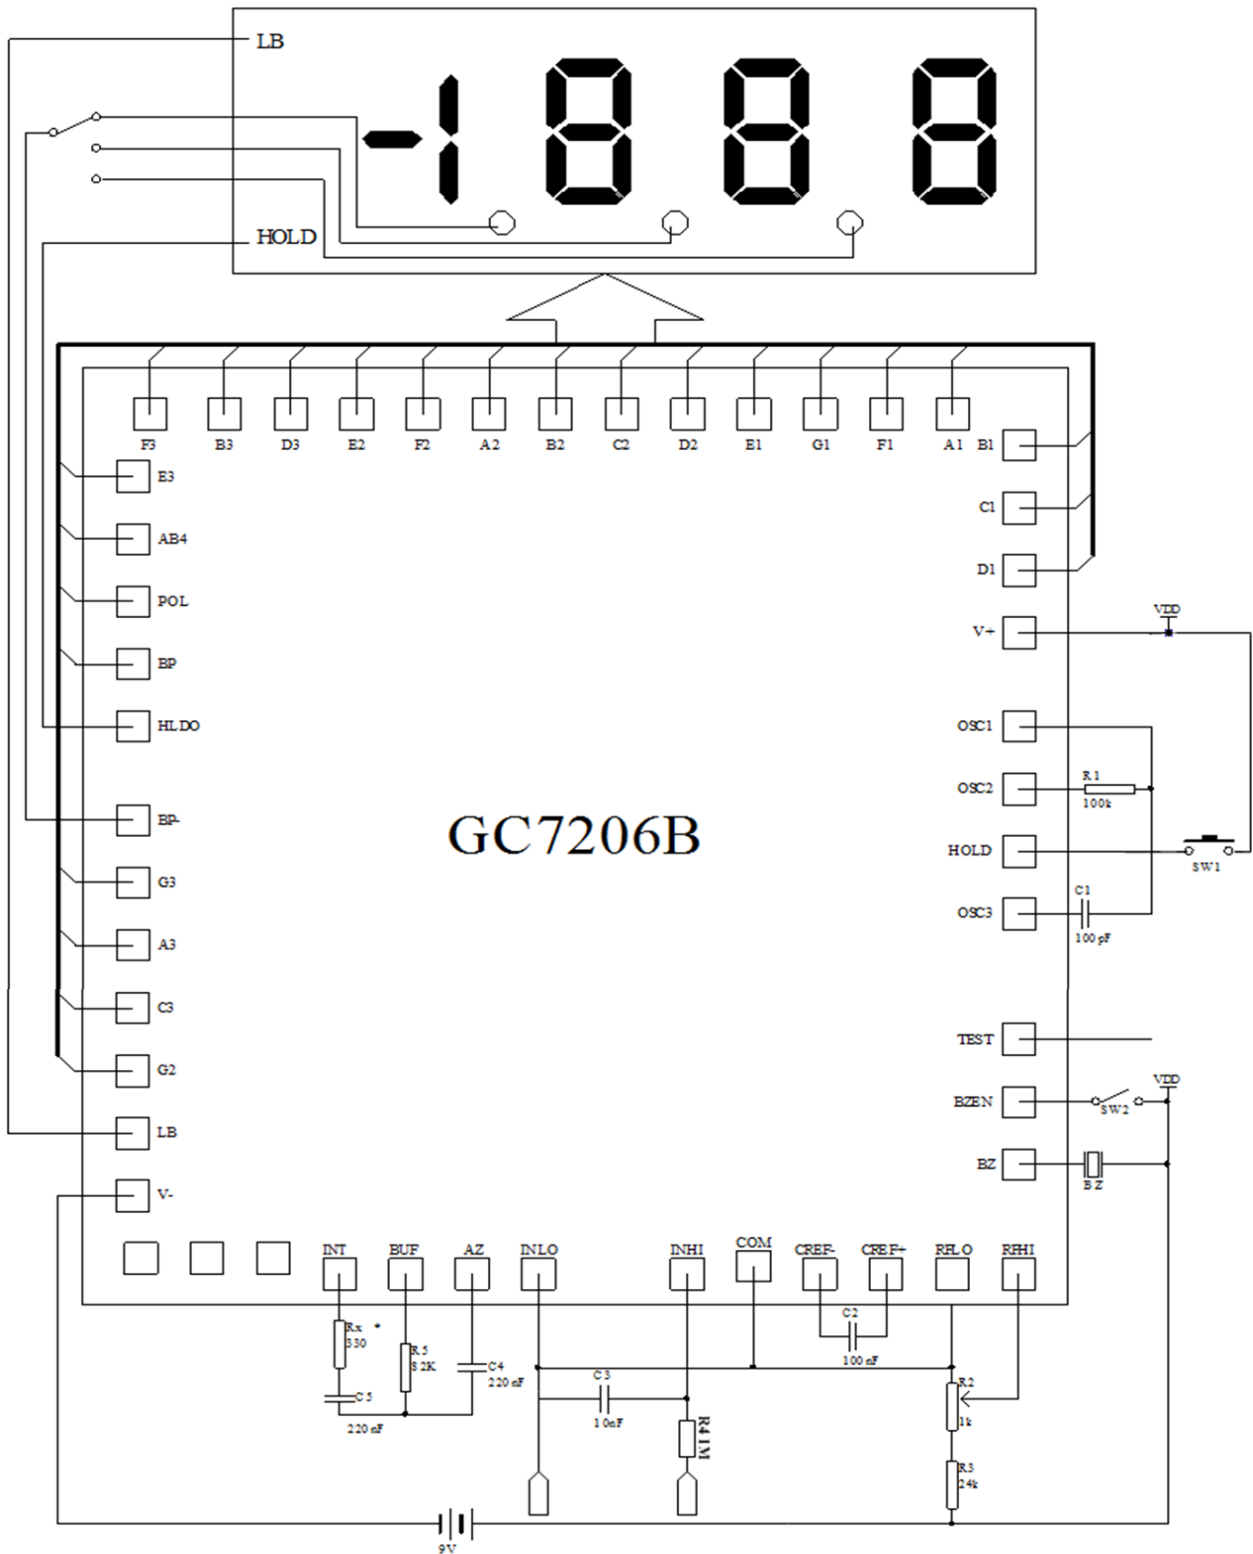 LB
HOLD
F3 B3 D3 E2 F2 A2 B2 C2 D2 E1 G1 F1 A1 B1
E3
C1
AB4
D1
POL
VDD
V+
BP
HLDO
OSC1
OSC2
R1
100k
BP-
GC7206B
HOLD
SW1
G3
C1
OSC3
100pF
A3
C3
TEST
G2
VDD
BZEN
SW2
LB
BZ
BZ
V-
INT BUF AZ INLO INHI COM CREF- CREF+ RFLO RFHI
Rx *
330
C2
100nF
R5
82K
C4
220nF
C3
10nF
R2
1k
C5
220nF
R4 1M
R3
24k
9V